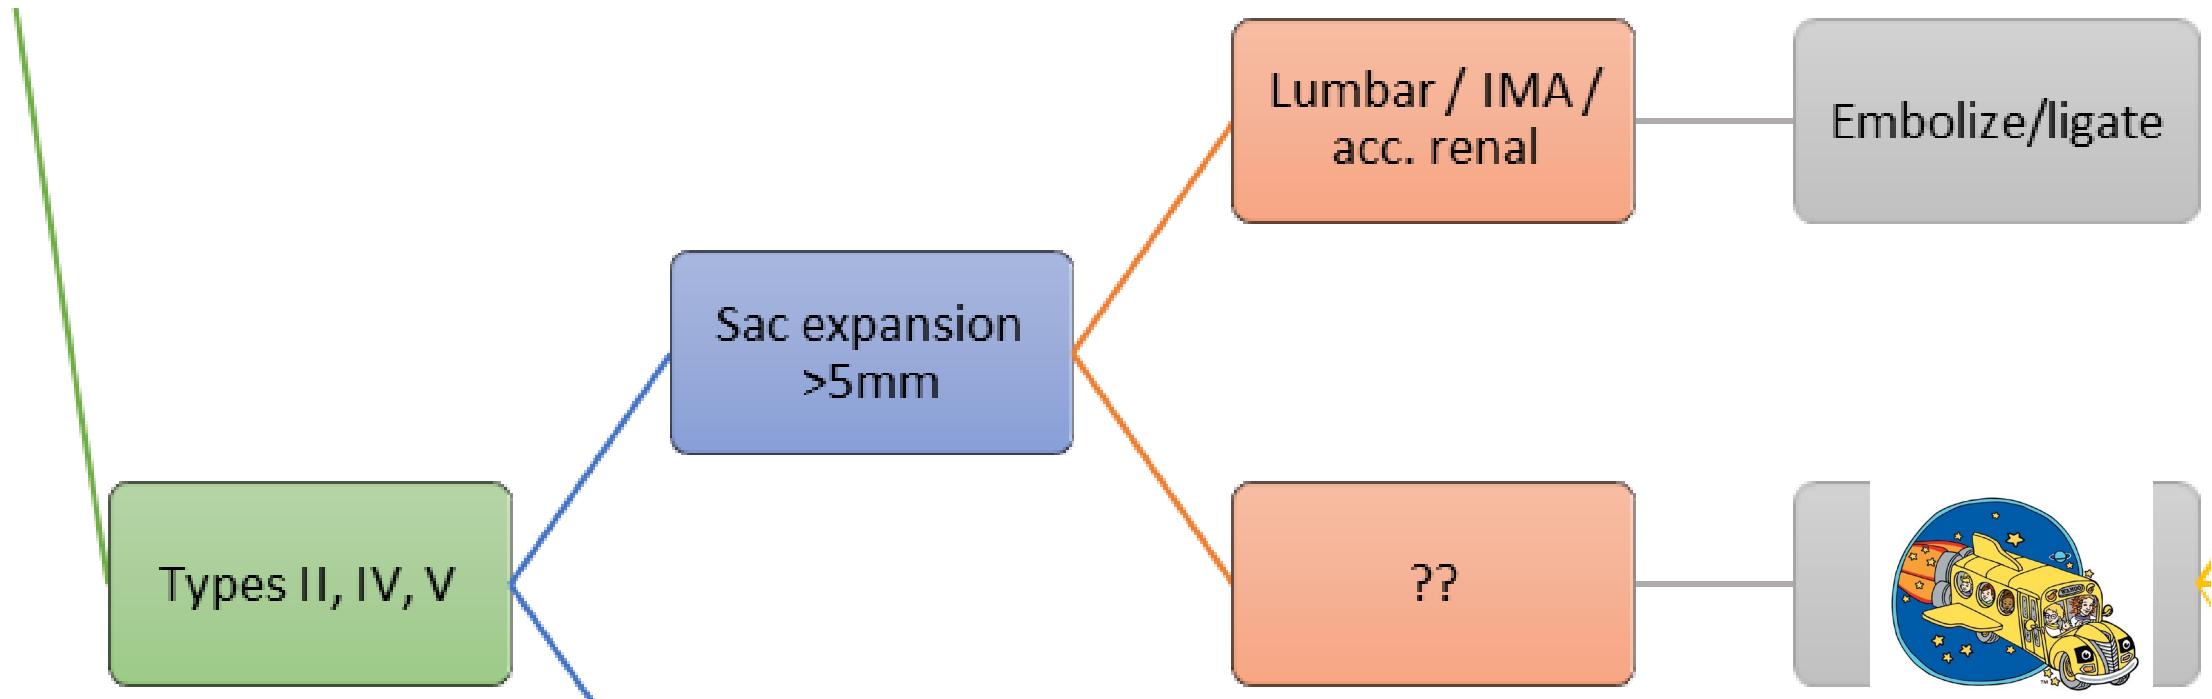 Lumbar / IMA /
acc. renal
Embolize/ligate
Sac expansion
>5mm
Types II, IV, V
??